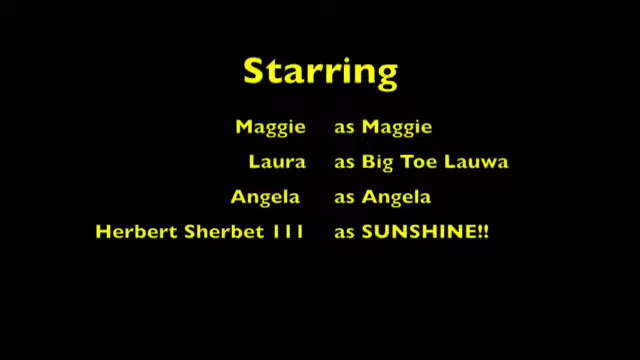 Starring
Maggie as Maggie
Laura as Big Toe Lauwa
Angela as Angela
Herbert Sherbet 111 as SUNSHINE!!